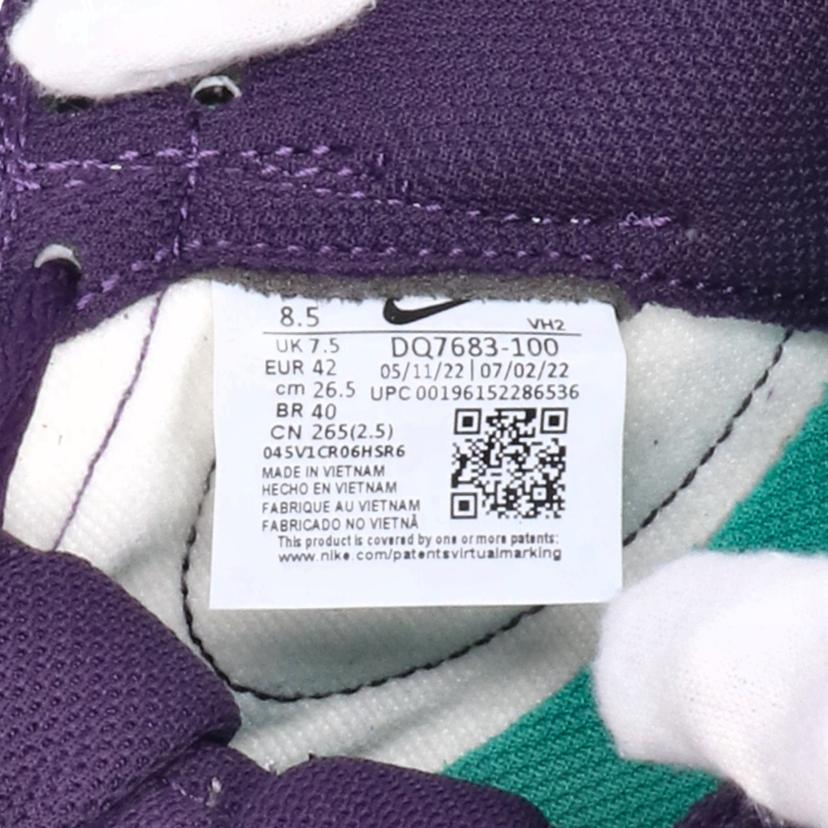 8.5
VH2
UK 7.5 DQ7683-100
EUR 42 05/11/22 | 07/02/22
cm 26.5 UPC 00196152286536
BR 40
CN 265(2.5)
045V1CR06HSR6
MADE IN VIETNAM
HECHO EN VIETNAM
FABRIQUE AU VIETNAM
FABRICADO NO VIETNÃ
This product is covered by one or more patents:
www.nike.com/patentsvirtualmarking